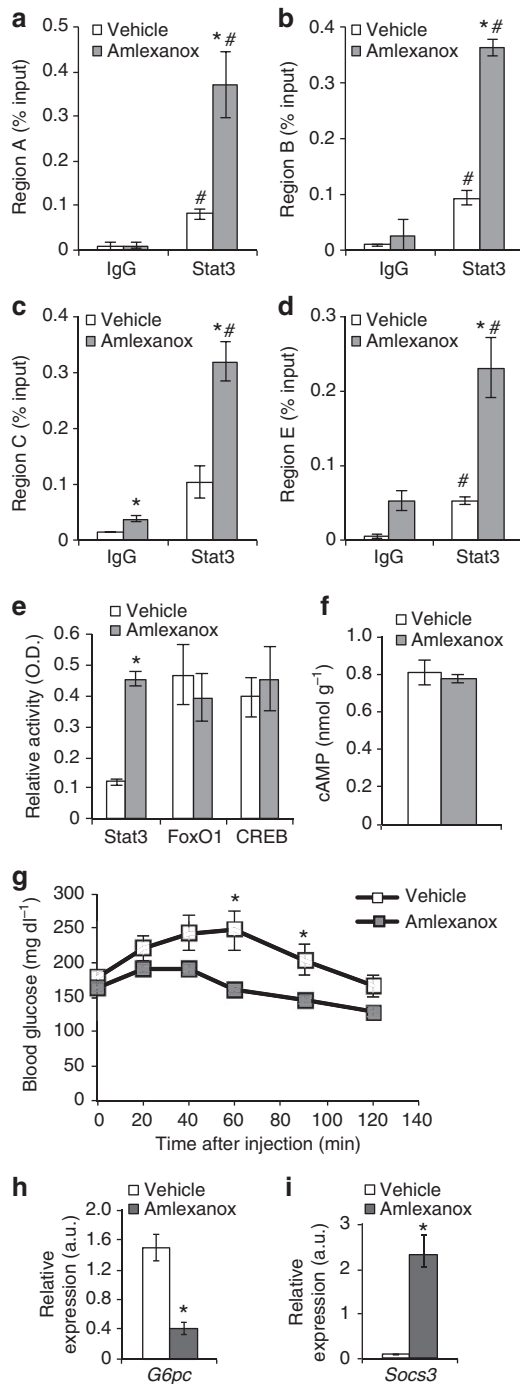 a
Vehicle
Amlexanox
Region A (% input)
0.5
0.4
0.3
0.2
0.1
0
*#
#
IgG
Stat3
b
Vehicle
Amlexanox
Region B (% input)
0.4
0.3
0.2
0.1
0
*#
#
IgG
Stat3
c
Vehicle
Amlexanox
Region C (% input)
0.4
0.3
0.2
0.1
0
*
*#
IgG
Stat3
d
Vehicle
Amlexanox
Region E (% input)
0.3
0.2
0.1
0
*#
#
IgG
Stat3
e
Vehicle
Amlexanox
Relative activity (O.D.)
0.6
0.5
0.4
0.3
0.2
0.1
0
*
Stat3
FoxO1
CREB
f
Vehicle
Amlexanox
cAMP (nmol g⁻¹)
1.0
0.8
0.6
0.4
0.2
0
g
Vehicle
Amlexanox
Blood glucose (mg dl⁻¹)
300
250
200
150
100
50
0
*
*
0 20 40 60 80 100 120 140
Time after injection (min)
h
Vehicle
Amlexanox
Relative
expression (a.u.)
2.0
1.6
1.2
0.8
0.4
0
*
G6pc
i
Vehicle
Amlexanox
Relative
expression (a.u.)
3
2
1
0
*
Socs3